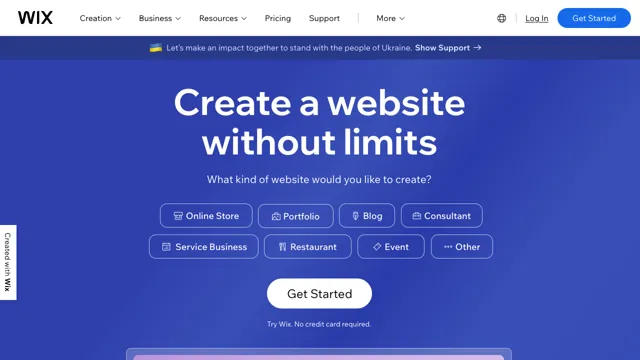 WIX Creation Business Resources Pricing Support More Log In Get Started
Let's make an impact together to stand with the people of Ukraine. Show Support →
Create a website
without limits
What kind of website would you like to create?
Online Store Portfolio Blog Consultant
Service Business Restaurant Event Other
Created with Wix
Get Started
Try Wix. No credit card required.